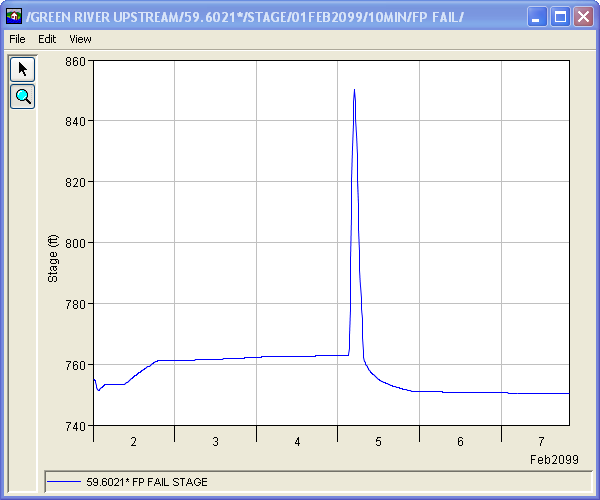 /GREEN RIVER UPSTREAM/59.6021*/STAGE/01FEB2099/10MIN/FP FAIL/
File Edit View
860
840
820
800
780
760
740
Stage (ft)
2 3 4 5 6 7
Feb2099
59.6021* FP FAIL STAGE